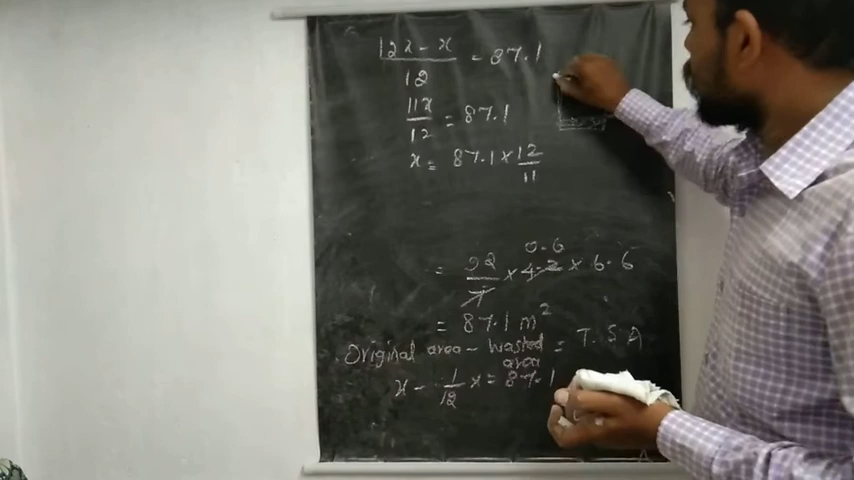 12x - x / 12 = 87.1
11x / 12 = 87.1
x = 87.1 × 12 / 11
0.6
= 92 / 7 × 4.2 × 6.6
= 87.1 m²
Original area - wasted area = T.S.A
x - 1/12 x = 87.1